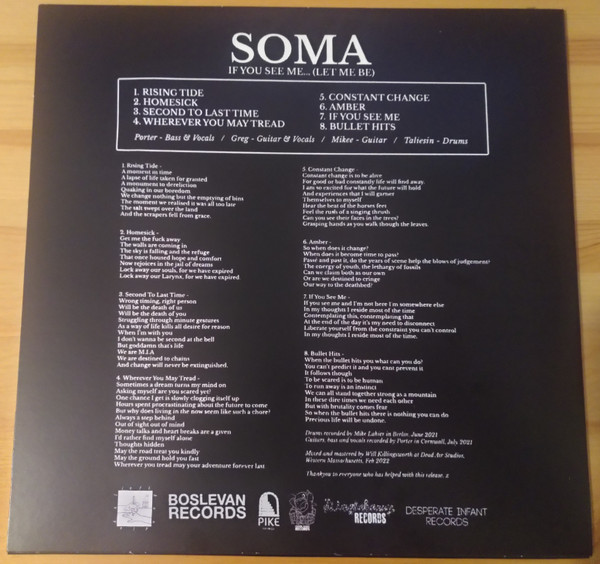 SOMA
IF YOU SEE ME... (LET ME BE)
1. RISING TIDE
2. HOMESICK
3. SECOND TO LAST TIME
4. WHEREVER YOU MAY TREAD
5. CONSTANT CHANGE
6. AMBER
7. IF YOU SEE ME
8. BULLET HITS
Porter - Bass & Vocals / Greg - Guitar & Vocals / Mikee - Guitar / Taliesin - Drums
1. Rising Tide -
A moment in time
A lapse of life taken for granted
A monument to dereliction
Quaking in our boredom
We change nothing but the emptying of bins
The moment we realised it was all too late
The salt swept over the land
And the scrapers fell from grace.
2. Homesick -
Get me the fuck away
The walls are coming in
The sky is falling and the refuge
That once housed hope and comfort
Now rejoices in the jail of dreams
Lock away our souls, for we have expired
Lock away our Larynx, for we have expired.
3. Second To Last Time -
Wrong timing, right person
Will be the death of us
Will be the death of you
Struggling through minute gestures
As a way of life kills all desire for reason
When I'm with you
I don't wanna be second at the bell
But goddamn that's life
We are M.I.A
We are destined to chaos
And change will never be extinguished.
4. Wherever You May Tread -
Sometimes a dream turns my mind on
Asking myself are you scared yet?
One chance I get is slowly clogging itself up
Hours spent procrastinating about the future to come
But why does living in the now seem like such a chore?
Always a step behind
Out of sight out of mind
Money talks and heart breaks are a given
I'd rather find myself alone
Thoughts hidden
May the road treat you kindly
May the ground hold you fast
Wherever you tread may your adventure forever last
5. Constant Change -
Constant change is to be alive
For good or bad constantly life will find away.
I am so excited for what the future will hold
And experiences that I will garner
Themselves to myself
Hear the beat of the horses feet
Feel the rush of a singing thrush
Can you see their faces in the trees?
Grasping hands as you walk though the leaves.
6. Amber -
So when does it change?
When does it become time to pass?
Passé and past it, do the years of scene help the blows of judgement?
The energy of youth, the lethargy of fossils
Can we claim both as our own
Or are we destined to cringe
Our way to the deathbed?
7. If You See Me -
If you see me and I'm not here I'm somewhere else
In my thoughts I reside most of the time
Contemplating this, contemplating that
At the end of the day it's my need to disconnect
Liberate yourself from the constraint you can't control
In my thoughts I reside most of the time.
8. Bullet Hits -
When the bullet hits you what can you do?
You can't predict it and you cant prevent it
It follows though
To be scared is to be human
To run away is an instinct
We can all stand together strong as a mountain
In these dire times we need each other
But with brutality comes fear
So when the bullet hits there is nothing you can do
Precious life will be undone.
Drums recorded by Mike in Berlin, June 2021
Guitars, bass and vocals recorded by Porter in Cornwall, July 2021
Mixed and mastered by Will Killingsworth at Dead Air Studios,
Western Massachusetts, Feb 2022
Thankyou to everyone who has helped with this release. x
BOSLEVAN
RECORDS
PIKE
RECORDS
DESPERATE INFANT
RECORDS